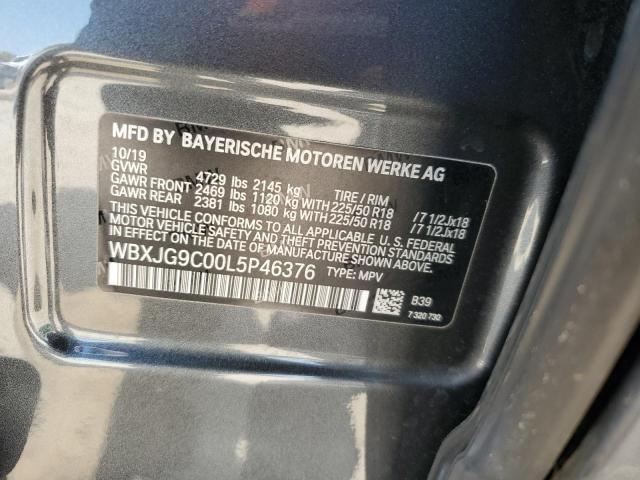 MFD BY BAYERISCHE MOTOREN WERKE AG
10/19
GVWR 4729 lbs 2145 kg TIRE / RIM
GAWR FRONT 2469 lbs 1120 kg WITH 225/50 R18 /7 1/2Jx18
GAWR REAR 2381 lbs 1080 kg WITH 225/50 R18 /7 1/2Jx18
THIS VEHICLE CONFORMS TO ALL APPLICABLE U.S. FEDERAL
MOTOR VEHICLE SAFETY AND THEFT PREVENTION STANDARDS
IN EFFECT ON THE DATE OF MANUFACTURE SHOWN ABOVE.
WBXJG9C00L5P46376 TYPE: MPV
B39
7 320 730